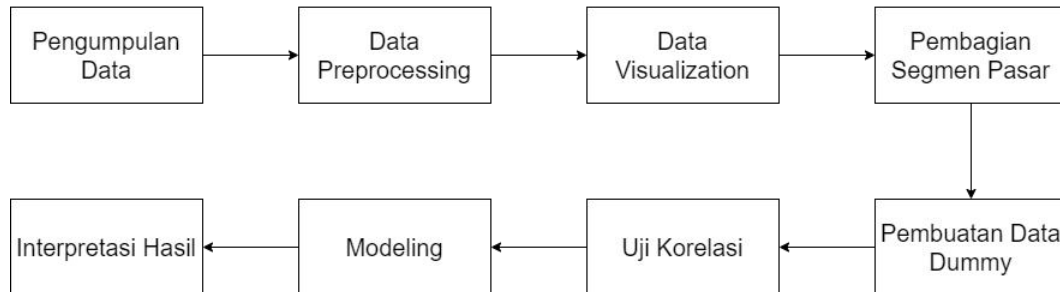 Pengumpulan
Data
Data
Preprocessing
Data
Visualization
Pembagian
Segmen Pasar
Pembuatan Data
Dummy
Uji Korelasi
Modeling
Interpretasi Hasil